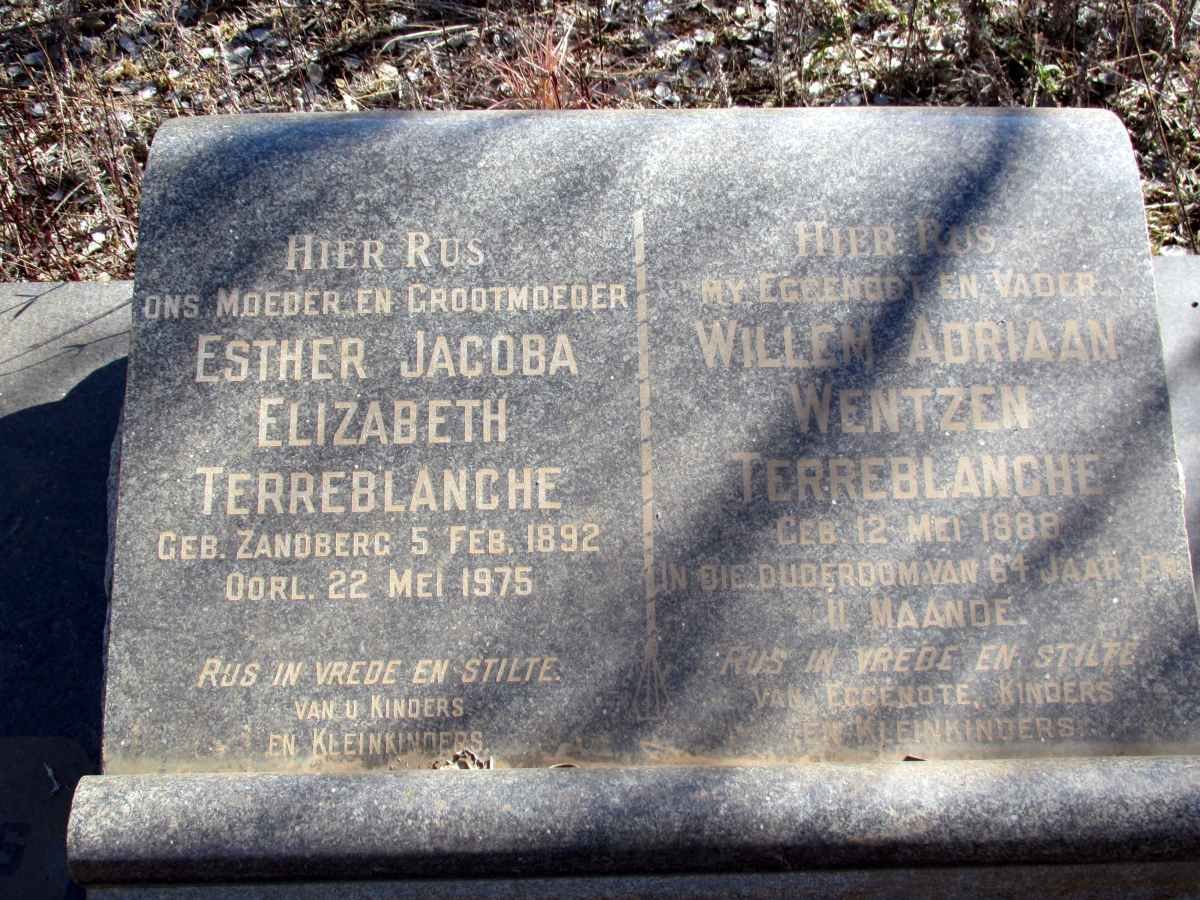 HIER RUS
ONS MOEDER EN GROOTMOEDER
ESTHER JACOBA
ELIZABETH
TERREBLANCHE
GEB. ZANDBERG 5 FEB. 1892
OORL. 22 MEI 1975
RUS IN VREDE EN STILTE.
VAN U KINDERS
EN KLEINKINDERS.
HIER RUS
MY EGGENOOT EN VADER
WILLEM ADRIAAN
WENTZEN
TERREBLANCHE
GEB. 12 MEI 1888
IN DIE OUDERDOM VAN 64 JAAR EN
11 MAANDE.
RUS IN VREDE EN STILTE
VAN EGGENOTE, KINDERS
EN KLEINKINDERS.